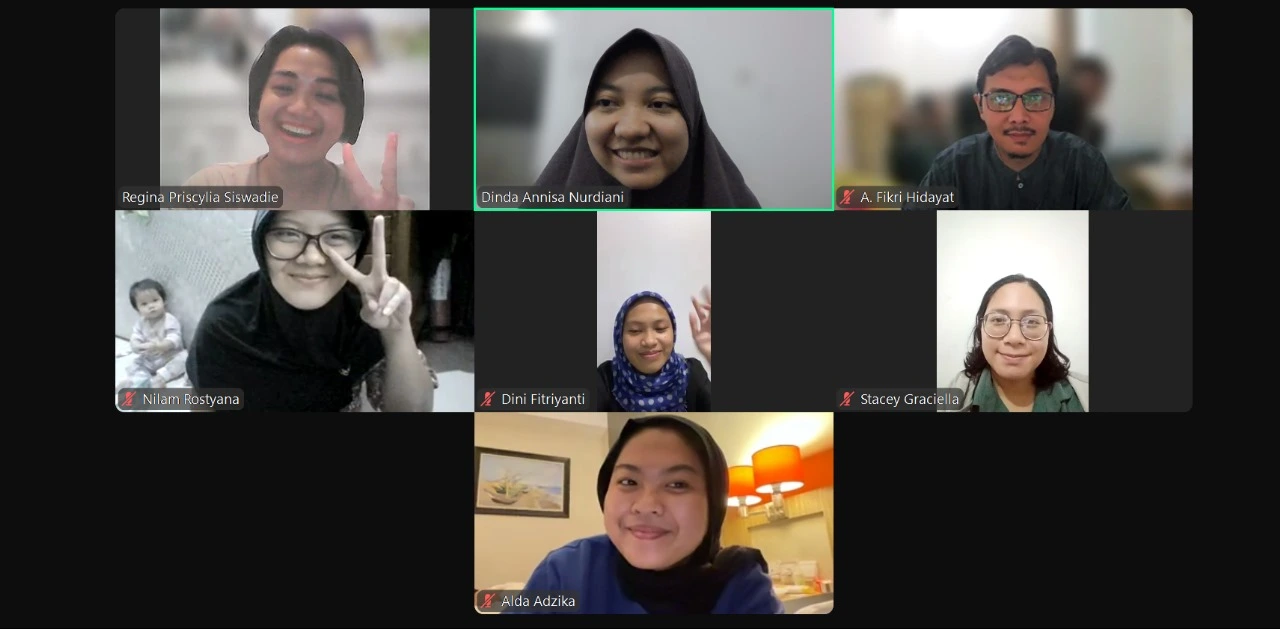 Regina Priscylia Siswadie
Dinda Annisa Nurdiani
A. Fikri Hidayat
Nilam Rostyana
Dini Fitriyanti
Stacey Graciella
Alda Adzika